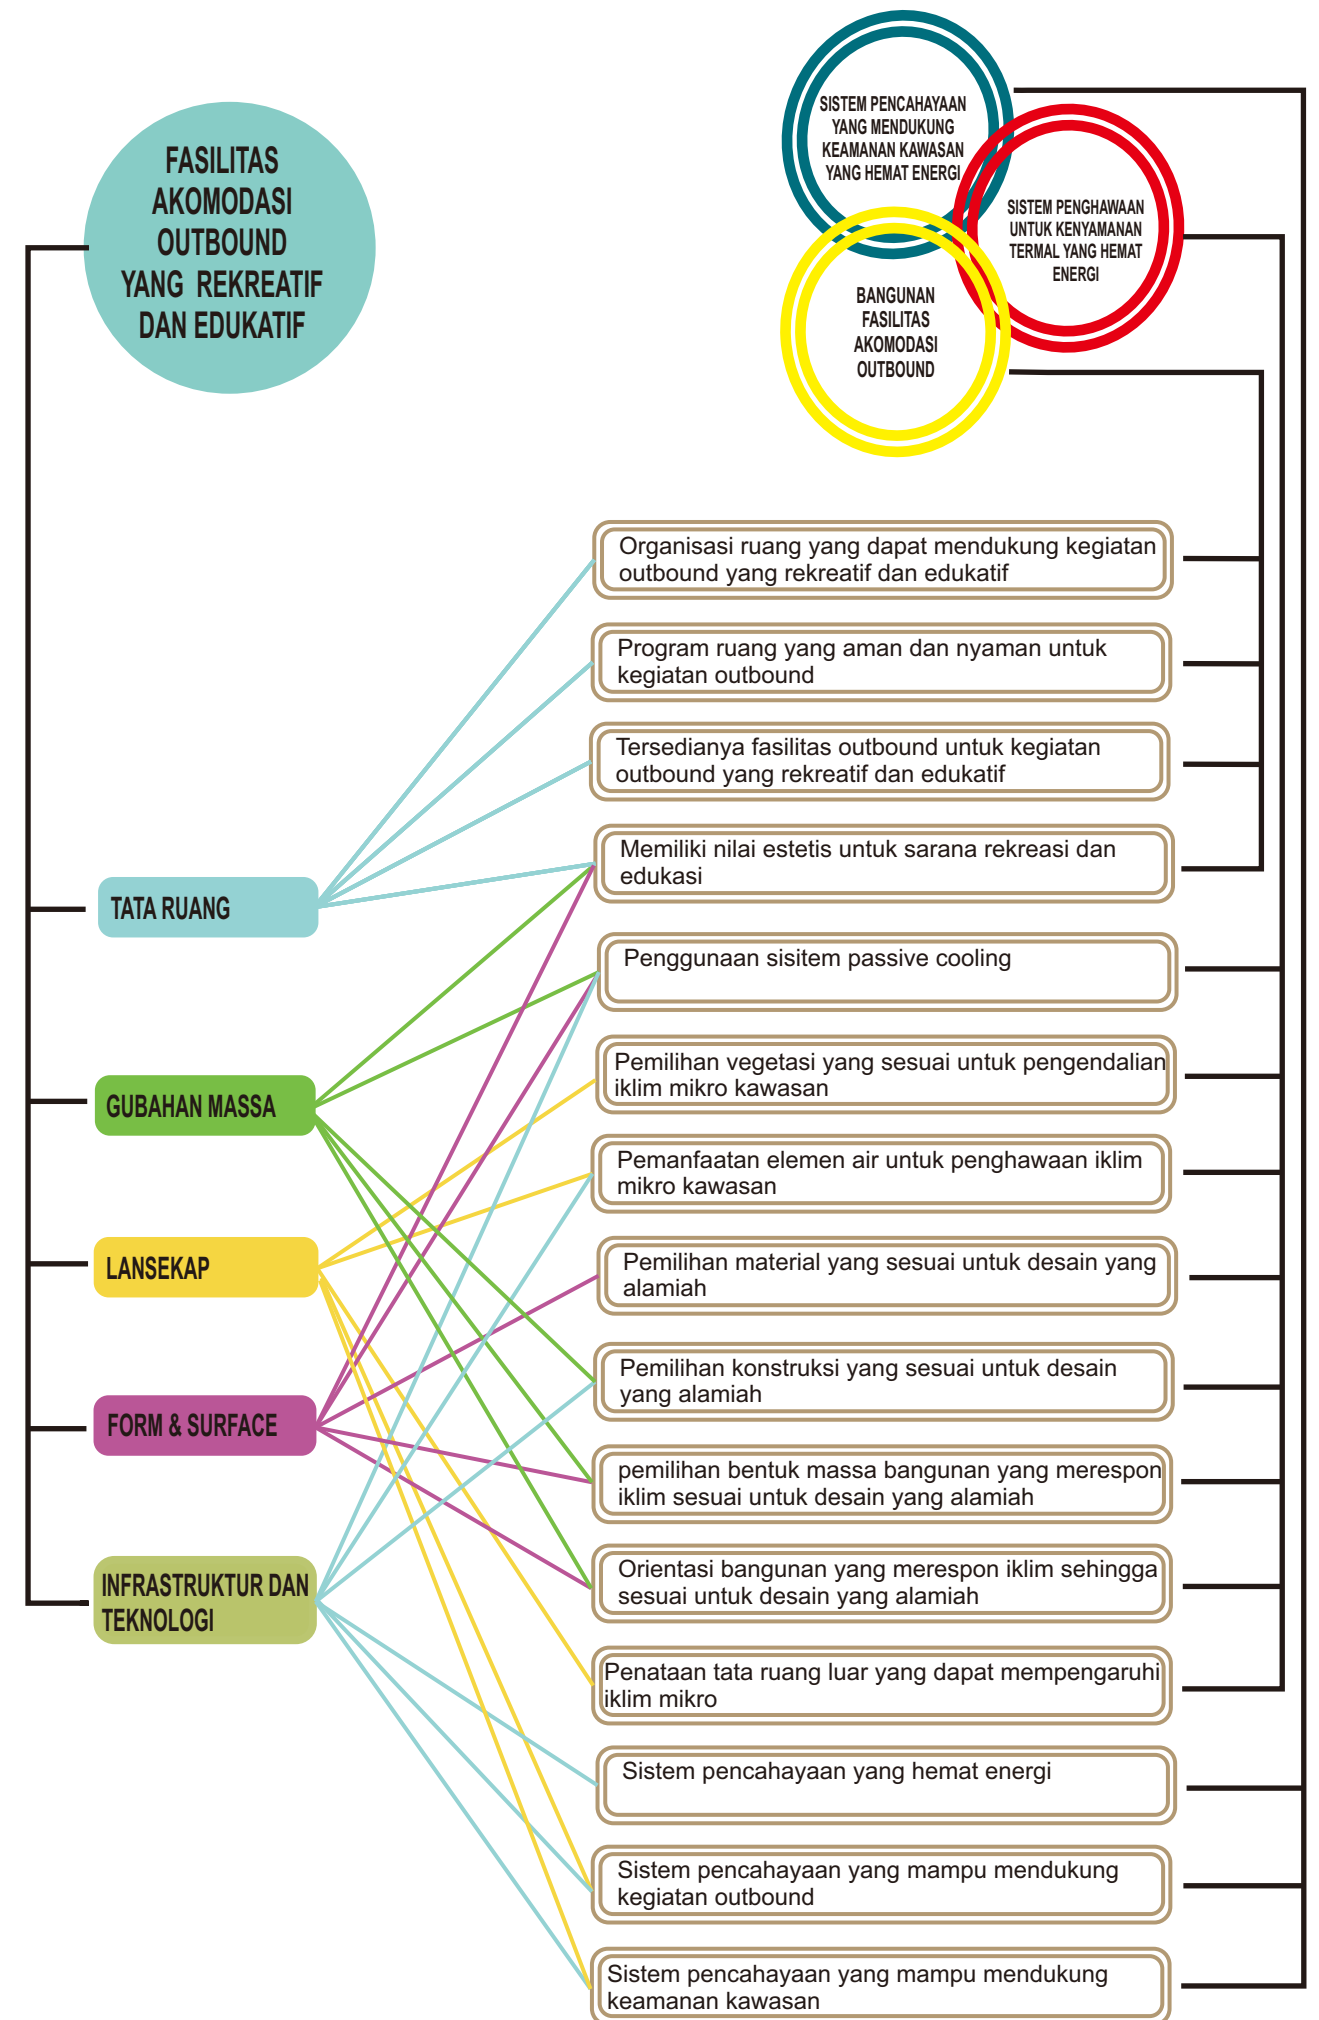 FASILITAS
AKOMODASI
OUTBOUND
YANG REKREATIF
DAN EDUKATIF
SISTEM PENCAHAYAAN
YANG MENDUKUNG
KEAMANAN KAWASAN
YANG HEMAT ENERGI
SISTEM PENGHAWAAN
UNTUK KENYAMANAN
TERMAL YANG HEMAT
ENERGI
BANGUNAN
FASILITAS
AKOMODASI
OUTBOUND
TATA RUANG
GUBAHAN MASSA
LANSEKAP
FORM & SURFACE
INFRASTRUKTUR DAN
TEKNOLOGI
Organisasi ruang yang dapat mendukung kegiatan
outbound yang rekreatif dan edukatif
Program ruang yang aman dan nyaman untuk
kegiatan outbound
Tersedianya fasilitas outbound untuk kegiatan
outbound yang rekreatif dan edukatif
Memiliki nilai estetis untuk sarana rekreasi dan
edukasi
Penggunaan sisitem passive cooling
Pemilihan vegetasi yang sesuai untuk pengendalian
iklim mikro kawasan
Pemanfaatan elemen air untuk penghawaan iklim
mikro kawasan
Pemilihan material yang sesuai untuk desain yang
alamiah
Pemilihan konstruksi yang sesuai untuk desain
yang alamiah
pemilihan bentuk massa bangunan yang merespon
iklim sesuai untuk desain yang alamiah
Orientasi bangunan yang merespon iklim sehingga
sesuai untuk desain yang alamiah
Penataan tata ruang luar yang dapat mempengaruhi
iklim mikro
Sistem pencahayaan yang hemat energi
Sistem pencahayaan yang mampu mendukung
kegiatan outbound
Sistem pencahayaan yang mampu mendukung
keamanan kawasan